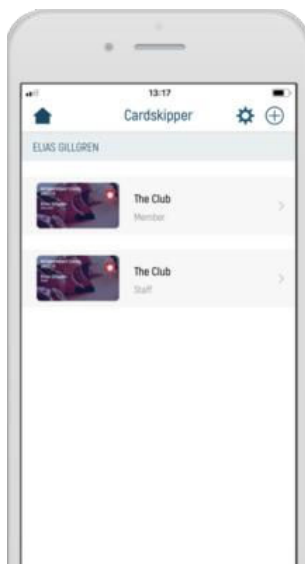 13:17
Cardskipper
ELIAS GILLGREN
The Club
Member
The Club
Staff